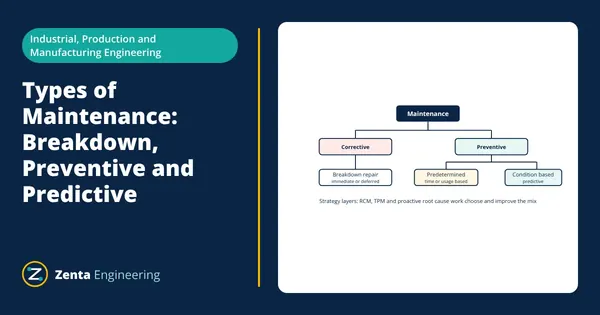 Industrial, Production and
Manufacturing Engineering
Types of
Maintenance:
Breakdown,
Preventive and
Predictive
Zenta Engineering
Maintenance
Corrective
Preventive
Breakdown repair
immediate or deferred
Predetermined
time or usage based
Condition based
predictive
Strategy layers: RCM, TPM and proactive root cause work choose and improve the mix